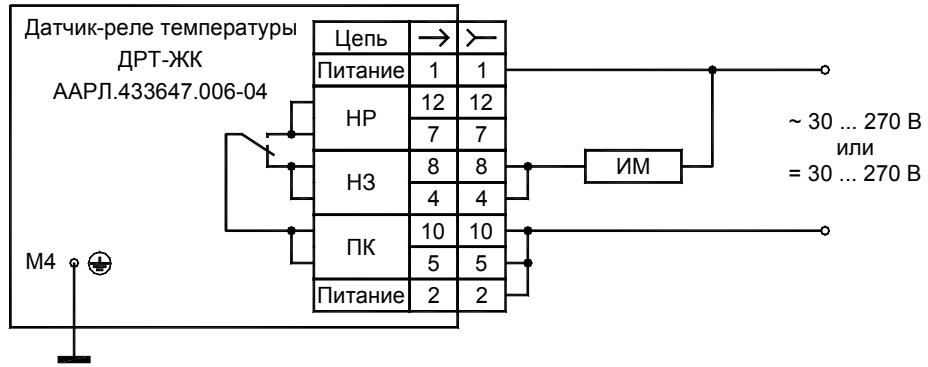 Датчик-реле температуры
ДРТ-ЖК
ААРЛ.433647.006-04
Цепь
Питание 1 1
НР 12 12
7 7
НЗ 8 8
4 4
ПК 10 10
5 5
Питание 2 2
ИМ
~ 30 ... 270 В
или
= 30 ... 270 В
М4